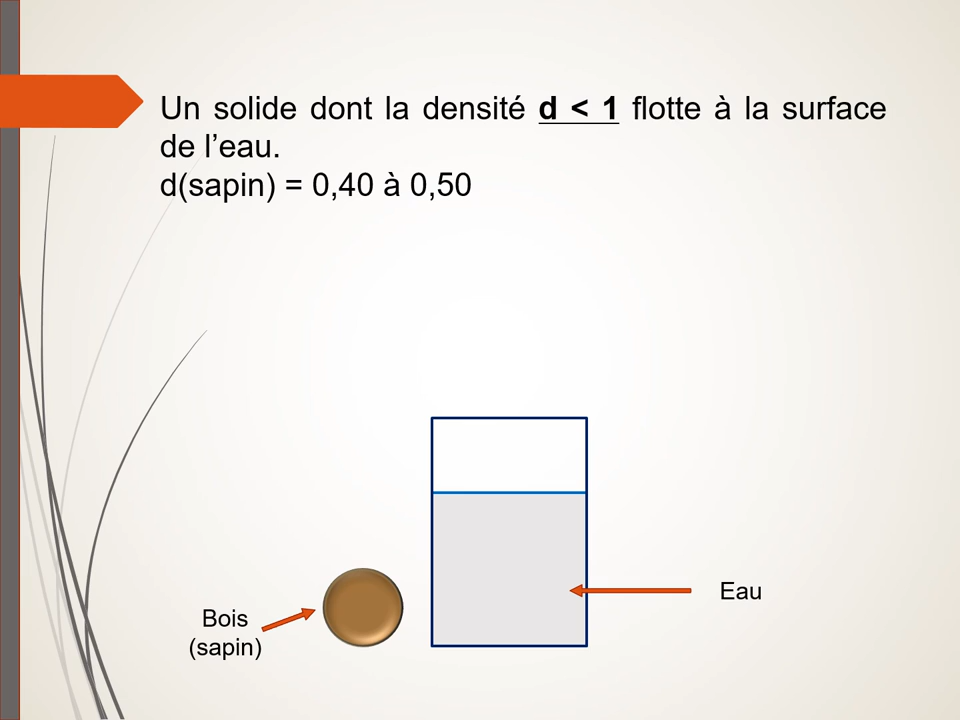 Un solide dont la densité d < 1 flotte à la surface
de l’eau.
d(sapin) = 0,40 à 0,50
Eau
Bois
(sapin)